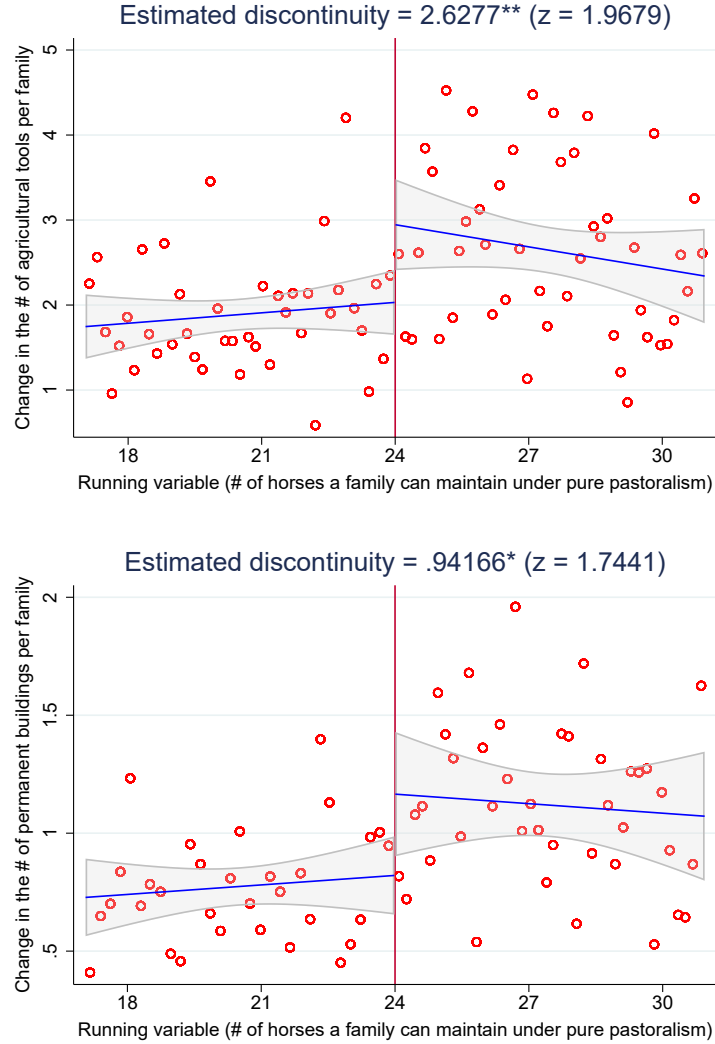 Estimated discontinuity = 2.6277** (z = 1.9679)
Change in the # of agricultural tools per family
5
4
3
2
1
18 21 24 27 30
Running variable (# of horses a family can maintain under pure pastoralism)
Estimated discontinuity = .94166* (z = 1.7441)
Change in the # of permanent buildings per family
2
1.5
1
.5
18 21 24 27 30
Running variable (# of horses a family can maintain under pure pastoralism)